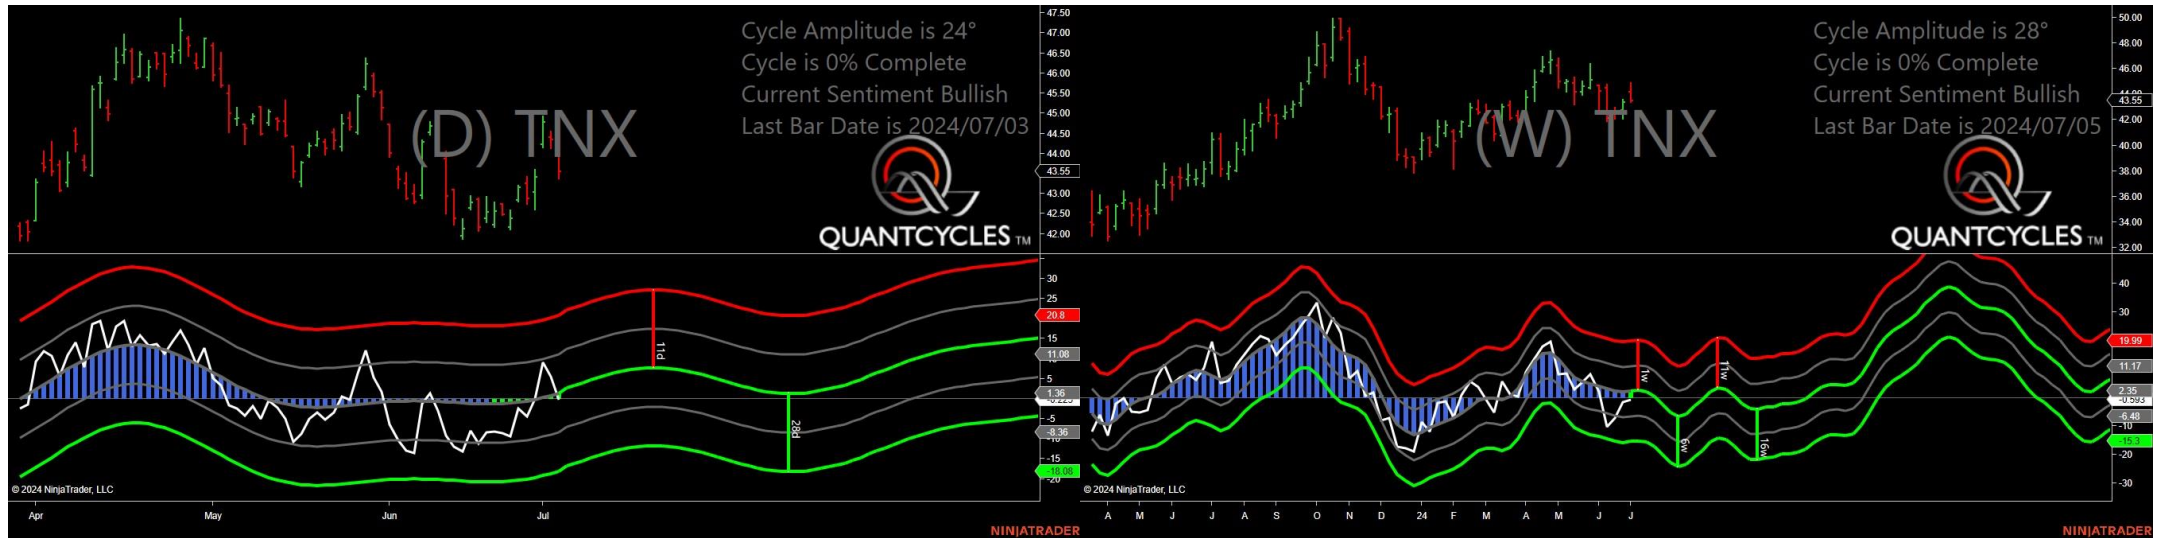 Cycle Amplitude is 24°
Cycle is 0% Complete
Current Sentiment Bullish
Last Bar Date is 2024/07/03
(D) TNX
QUANTCYCLES TM
47.50
47.00
46.50
46.00
45.50
45.00
44.50
44.00
43.55
43.00
42.50
42.00
30
25
20.8
15
11.08
5
1.36
-5
-8.36
-15
-18.08
-20
11d
28d
© 2024 NinjaTrader, LLC
Apr May Jun Jul
NINJATRADER
Cycle Amplitude is 28°
Cycle is 0% Complete
Current Sentiment Bullish
Last Bar Date is 2024/07/05
(W) TNX
QUANTCYCLES TM
50.00
48.00
46.00
43.55
42.00
40.00
38.00
36.00
34.00
32.00
40
30
19.99
11.17
2.35
-0.593
-6.48
-10
-15.3
-20
-30
1w
6w
11w
16w
© 2024 NinjaTrader, LLC
A M J J A S O N D 24 F M A M J J
NINJATRADER